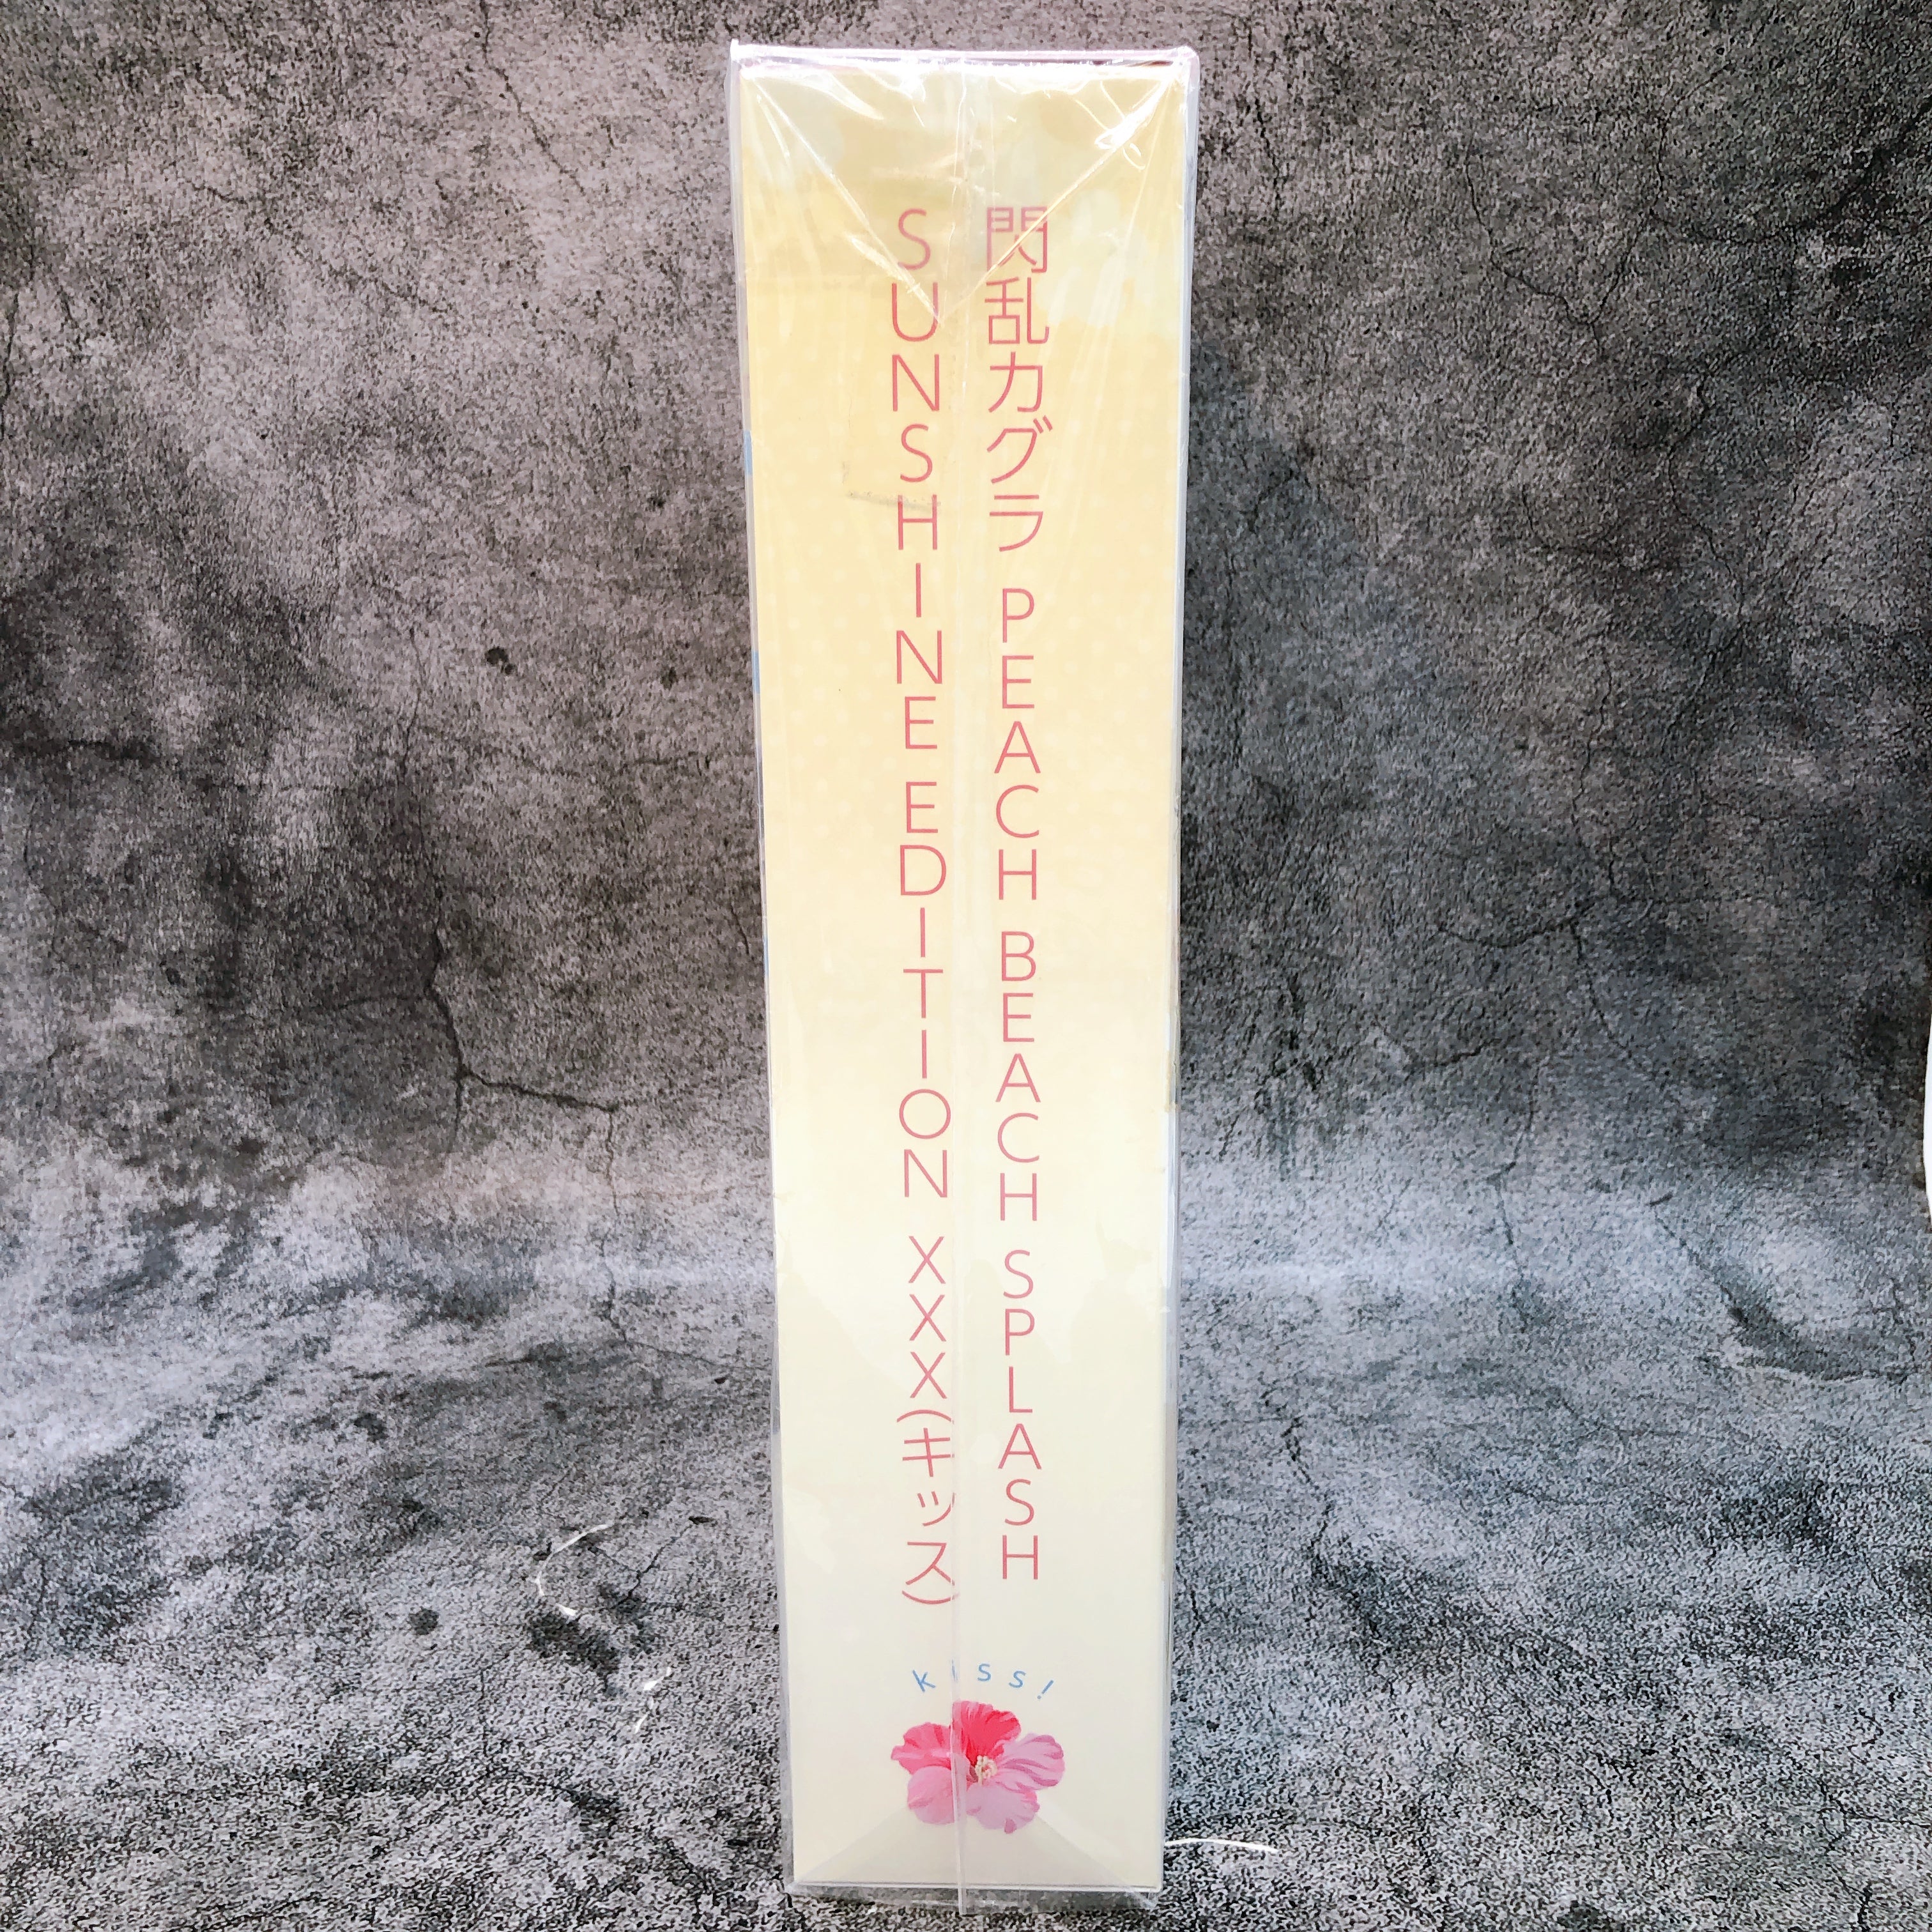 閃乱カグラ PEACH BEACH SPLASH
SUNSHINE EDITION XXX(キッス)
kiss!